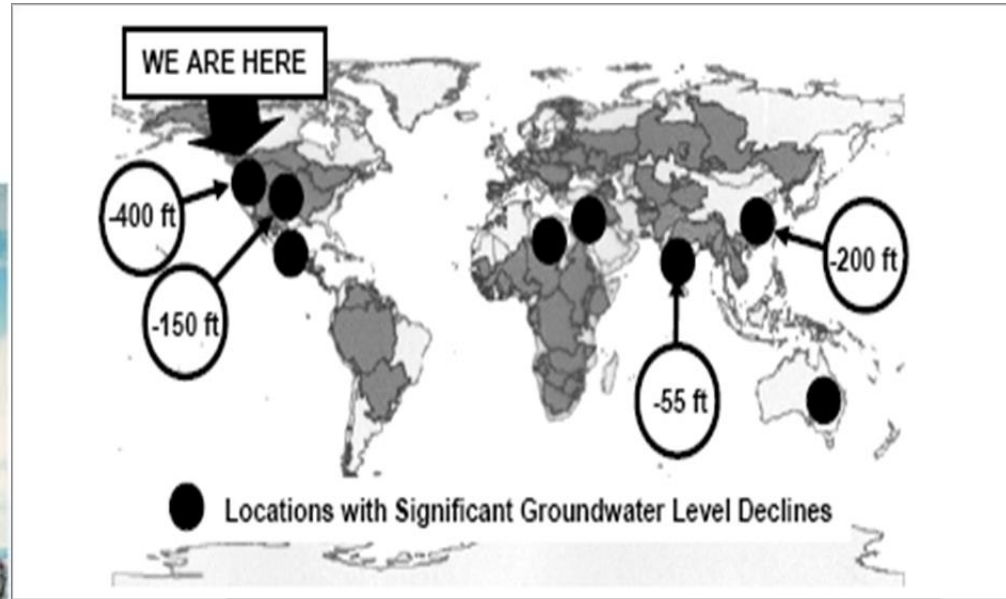 WE ARE HERE
-400 ft
-150 ft
-200 ft
-55 ft
Locations with Significant Groundwater Level Declines